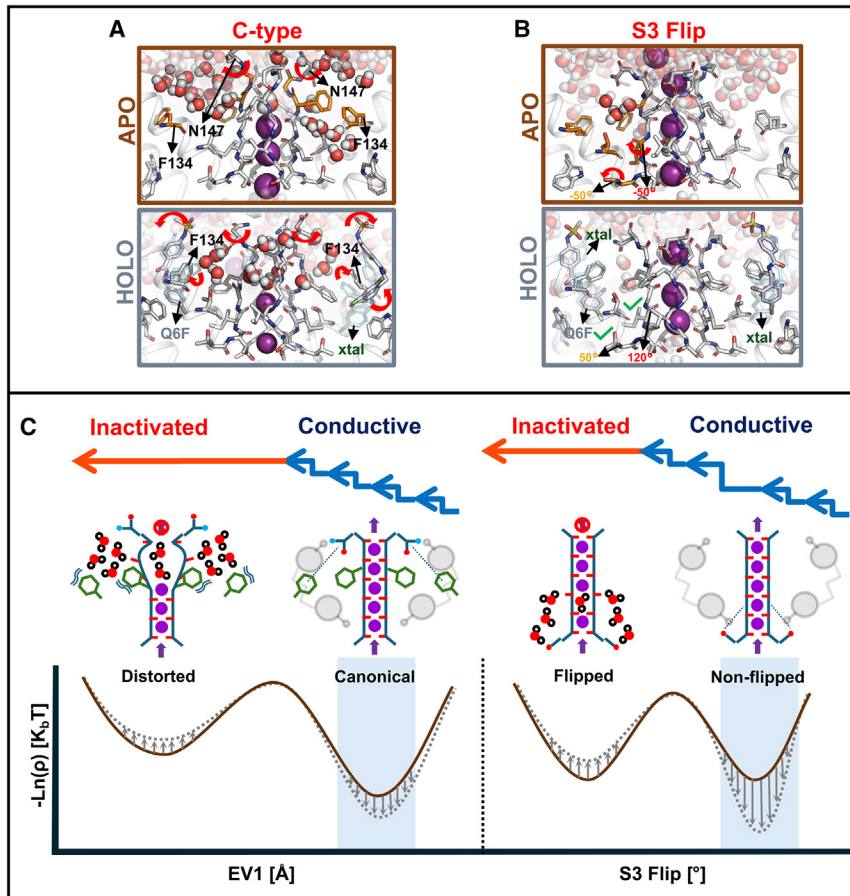 A
C-type
B
S3 Flip
APO
N147
N147
F134
F134
-50°
-50°
HOLO
F134
F134
Q6F
xtal
xtal
Q6F
xtal
50°
120°
C
Inactivated
Conductive
Inactivated
Conductive
Distorted
Canonical
Flipped
Non-flipped
-Ln(ρ) [K_bT]
EV1 [Å]
S3 Flip [°]
APO
HOLO